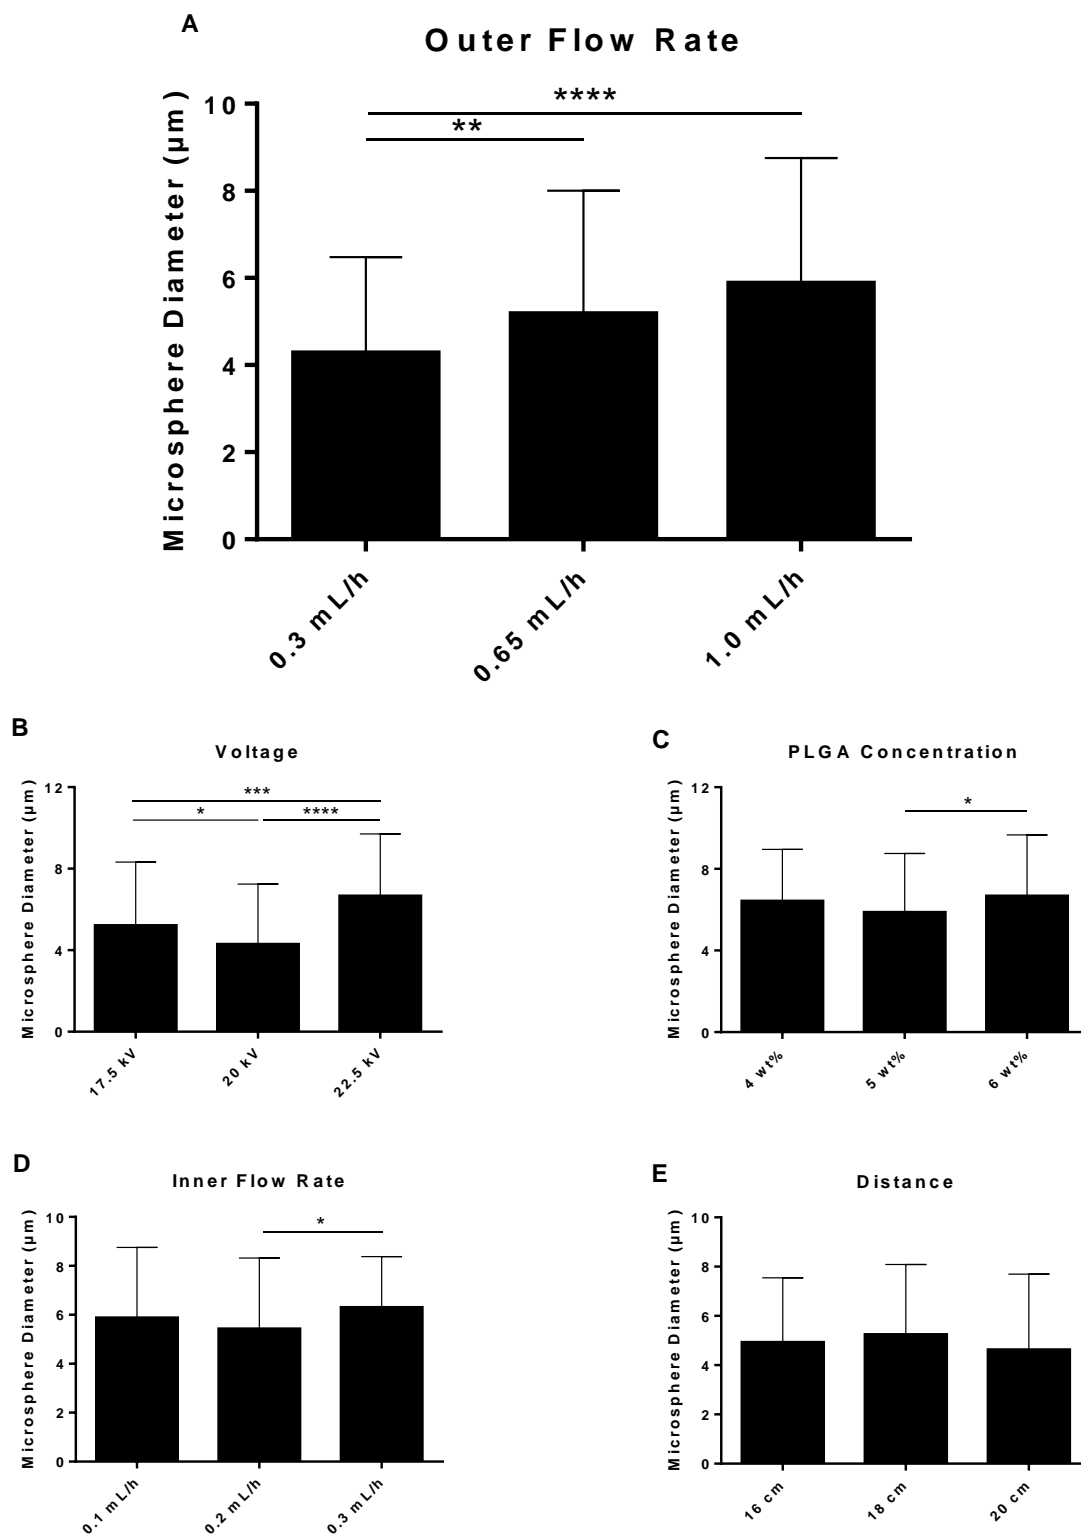 A
Outer Flow Rate
Microsphere Diameter (µm)
10
8
6
4
2
0
****
**
0.3 mL/h
0.65 mL/h
1.0 mL/h
B
Voltage
Microsphere Diameter (µm)
12
8
4
0
***
*
****
17.5 kV
20 kV
22.5 kV
C
PLGA Concentration
Microsphere Diameter (µm)
12
8
4
0
*
4 wt%
5 wt%
6 wt%
D
Inner Flow Rate
Microsphere Diameter (µm)
10
8
6
4
2
0
*
0.1 mL/h
0.2 mL/h
0.3 mL/h
E
Distance
Microsphere Diameter (µm)
10
8
6
4
2
0
16 cm
18 cm
20 cm